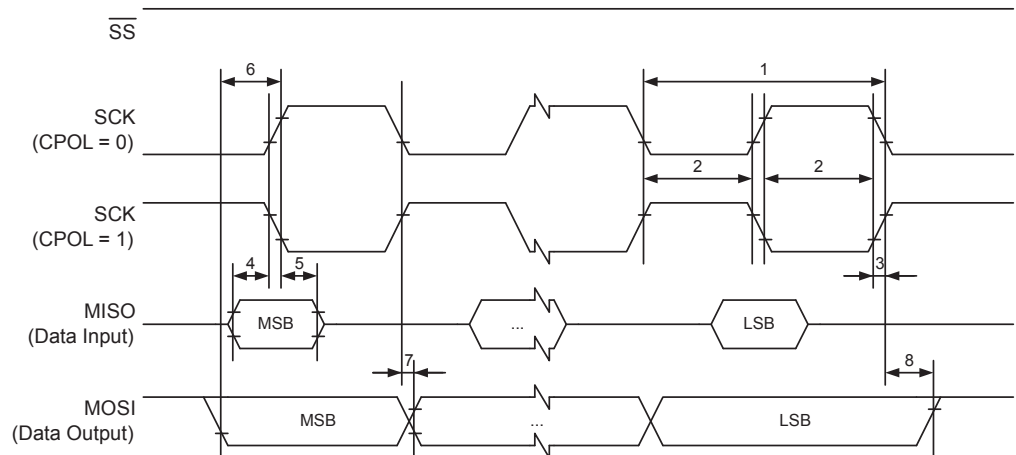 SS
6
1
SCK
(CPOL = 0)
2
2
SCK
(CPOL = 1)
3
4
5
MISO
(Data Input)
MSB
...
LSB
7
8
MOSI
(Data Output)
MSB
...
LSB